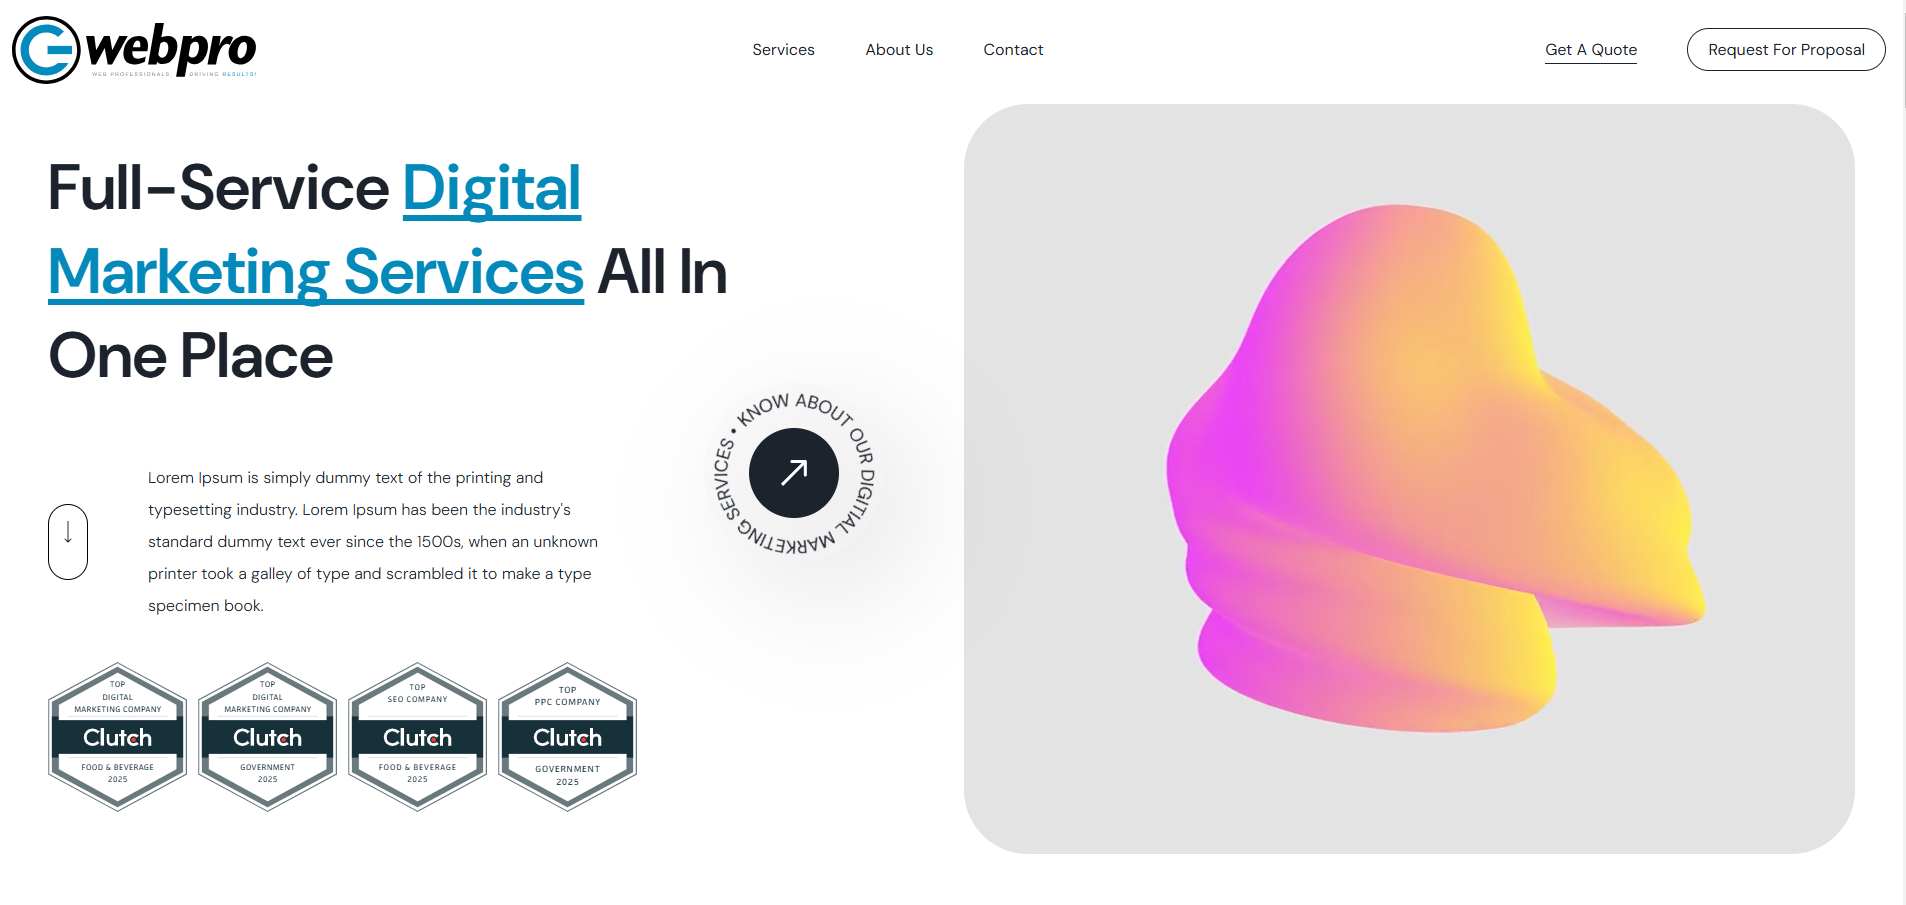 webpro
WEB PROFESSIONALS. DRIVING RESULTS!
Services
About Us
Contact
Get A Quote
Request For Proposal
Full-Service Digital
Marketing Services All In
One Place
KNOW ABOUT OUR DIGITIAL MARKETING SERVICES •
Lorem Ipsum is simply dummy text of the printing and
typesetting industry. Lorem Ipsum has been the industry's
standard dummy text ever since the 1500s, when an unknown
printer took a galley of type and scrambled it to make a type
specimen book.
TOP
DIGITAL
MARKETING COMPANY
Clutch
FOOD & BEVERAGE
2025
TOP
DIGITAL
MARKETING COMPANY
Clutch
GOVERNMENT
2025
TOP
SEO COMPANY
Clutch
FOOD & BEVERAGE
2025
TOP
PPC COMPANY
Clutch
GOVERNMENT
2025